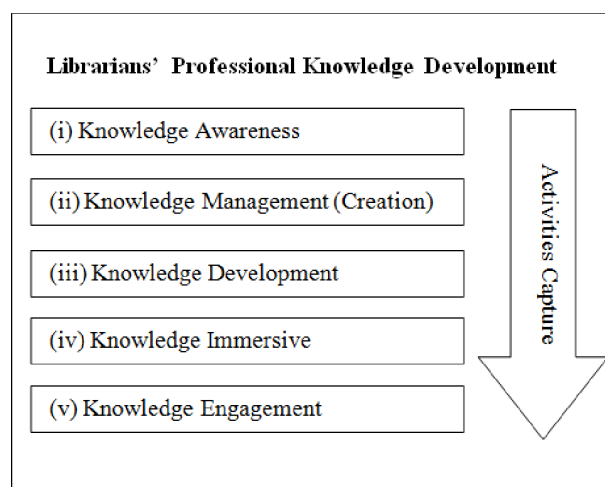 Librarians’ Professional Knowledge Development
(i) Knowledge Awareness
(ii) Knowledge Management (Creation)
(iii) Knowledge Development
(iv) Knowledge Immersive
(v) Knowledge Engagement
Activities Capture